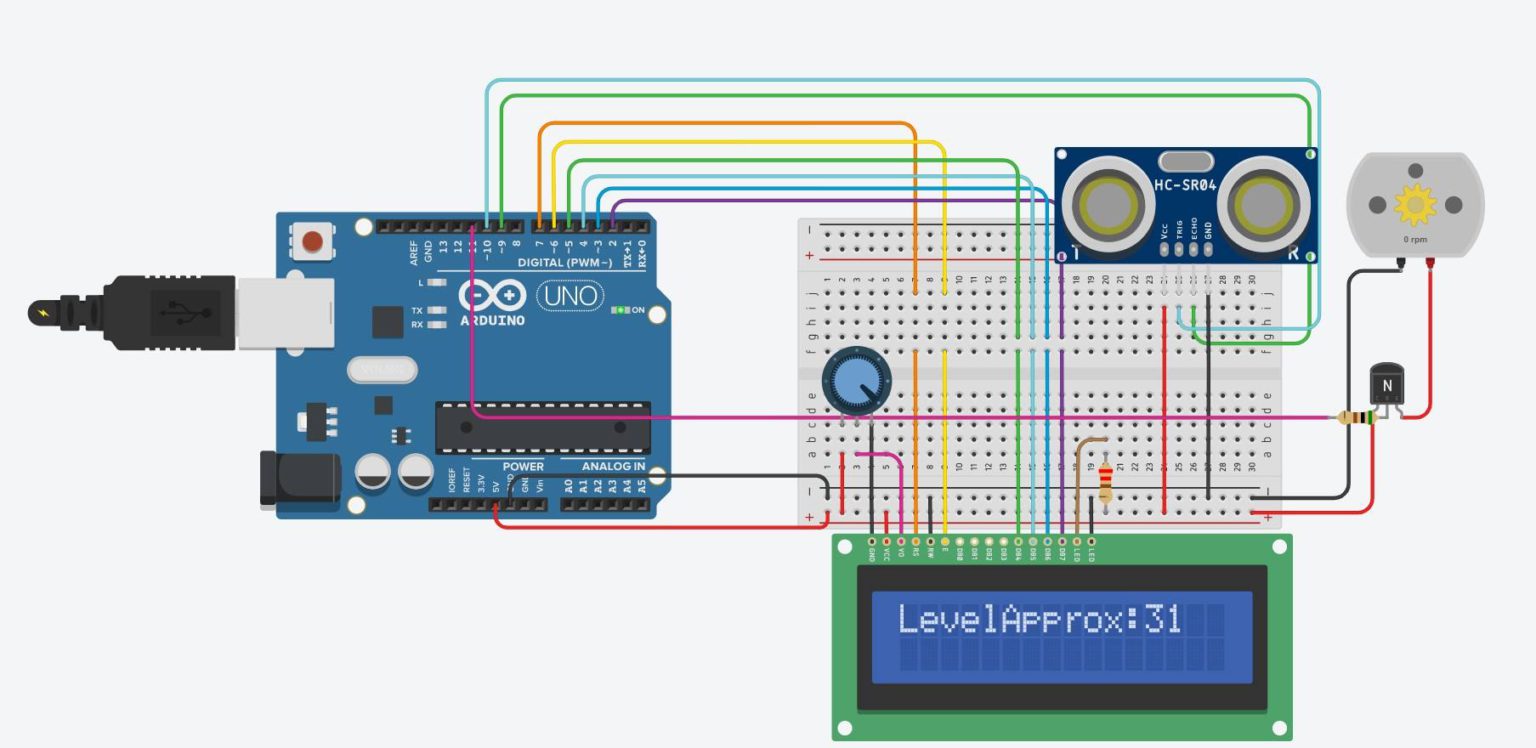 HC-SR04
VCC
TRIG
ECHO
GND
T
R
0 rpm
N
AREF
GND
13
12
~10
~9
8
7
~6
~5
4
~3
2
TX→1
RX←0
DIGITAL (PWM~)
L
TX
RX
ARDUINO
UNO
ON
POWER
ANALOG IN
IOREF
RESET
3.3V
5V
GND
Vin
A0
A1
A2
A3
A4
A5
j
i
h
g
f
e
d
c
b
a
GND
VCC
VO
RS
RW
E
DB0
DB1
DB2
DB3
DB4
DB5
DB6
DB7
LED
LED
LevelApprox:31